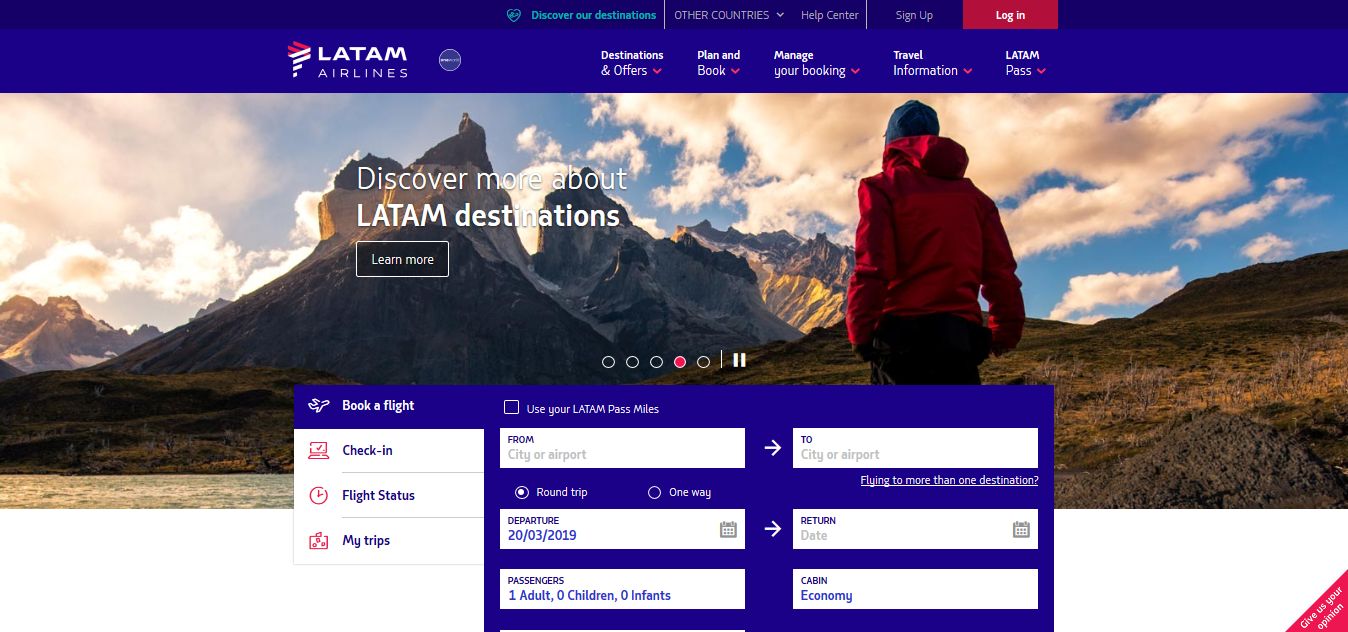 Discover our destinations
OTHER COUNTRIES
Help Center
Sign Up
Log in
LATAM
AIRLINES
Destinations
& Offers
Plan and
Book
Manage
your booking
Travel
Information
LATAM
Pass
Discover more about
LATAM destinations
Learn more
Book a flight
Check-in
Flight Status
My trips
Use your LATAM Pass Miles
FROM
City or airport
TO
City or airport
Flying to more than one destination?
Round trip
One way
DEPARTURE
20/03/2019
RETURN
Date
PASSENGERS
1 Adult, 0 Children, 0 Infants
CABIN
Economy
Give us your
opinion